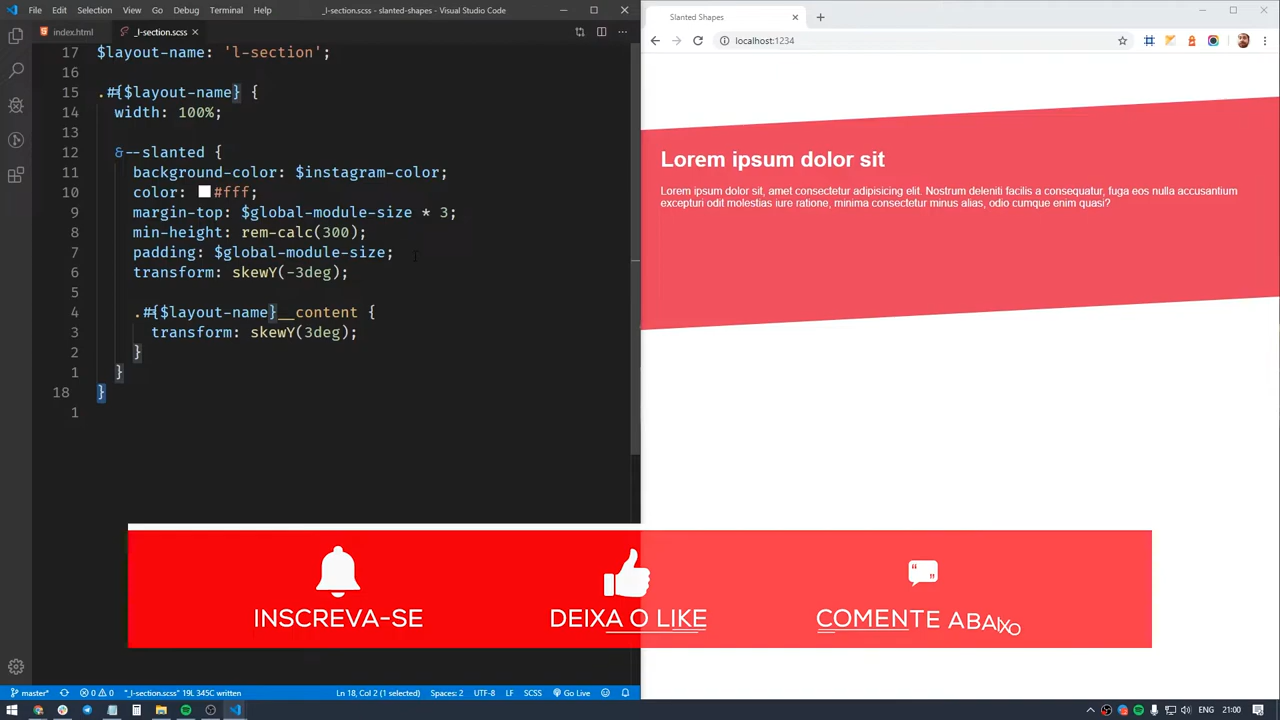 File Edit Selection View Go Debug Terminal Help
_l-section.scss - slanted-shapes - Visual Studio Code
index.html
_l-section.scss
17 $layout-name: 'l-section';
16
15 .#{$layout-name} {
14 width: 100%;
13
12 &--slanted {
11 background-color: $instagram-color;
10 color: #fff;
9 margin-top: $global-module-size * 3;
8 min-height: rem-calc(300);
7 padding: $global-module-size;
6 transform: skewY(-3deg);
5
4 .#{$layout-name}__content {
3 transform: skewY(3deg);
2 }
1 }
18 }
1
master*
0 0
"_l-section.scss" 19L 345C written
Ln 18, Col 2 (1 selected)
Spaces: 2
UTF-8
LF
SCSS
Go Live
Slanted Shapes
localhost:1234
Lorem ipsum dolor sit
Lorem ipsum dolor sit, amet consectetur adipisicing elit. Nostrum deleniti facilis a consequatur, fuga eos nulla accusantium
excepturi odit molestias iure ratione, minima consectetur minus alias, odio cumque enim quasi?
INSCREVA-SE
DEIXA O LIKE
COMENTE ABAIXO
ENG 21:00